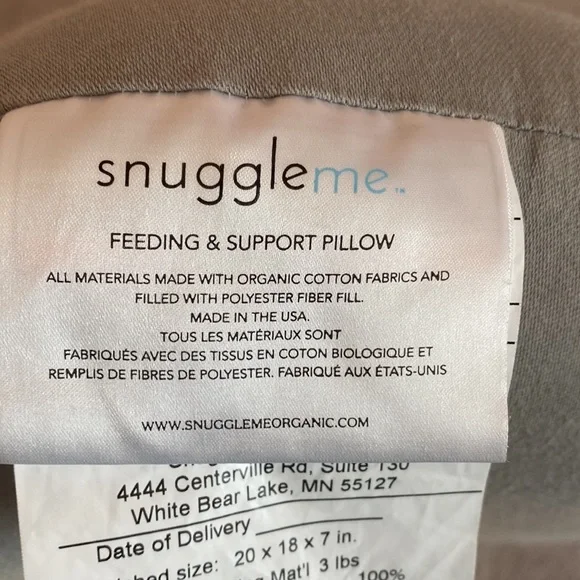 snuggleme™
FEEDING & SUPPORT PILLOW
ALL MATERIALS MADE WITH ORGANIC COTTON FABRICS AND
FILLED WITH POLYESTER FIBER FILL.
MADE IN THE USA.
TOUS LES MATÉRIAUX SONT
FABRIQUÉS AVEC DES TISSUS EN COTON BIOLOGIQUE ET
REMPLIS DE FIBRES DE POLYESTER. FABRIQUÉ AUX ÉTATS-UNIS
WWW.SNUGGLEMEORGANIC.COM
4444 Centerville Rd, Suite 130
White Bear Lake, MN 55127
Date of Delivery
size: 20 x 18 x 7 in.
Mat'l 3 lbs
100%